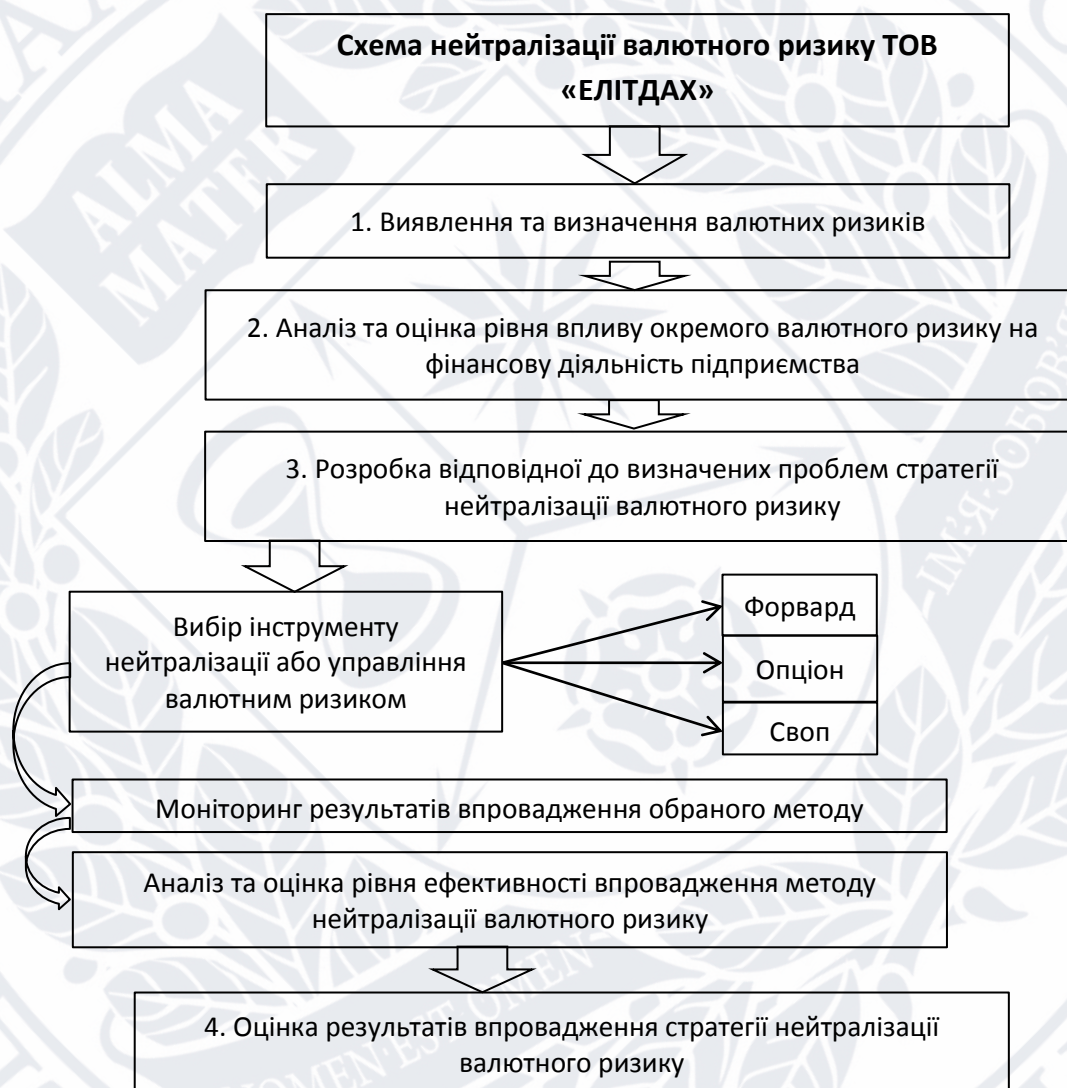 Схема нейтралізації валютного ризику ТОВ
«ЕЛІТДАХ»
1. Виявлення та визначення валютних ризиків
2. Аналіз та оцінка рівня впливу окремого валютного ризику на
фінансову діяльність підприємства
3. Розробка відповідної до визначених проблем стратегії
нейтралізації валютного ризику
Вибір інструменту
нейтралізації або управління
валютним ризиком
Форвард
Опціон
Своп
Моніторинг результатів впровадження обраного методу
Аналіз та оцінка рівня ефективності впровадження методу
нейтралізації валютного ризику
4. Оцінка результатів впровадження стратегії нейтралізації
валютного ризику
ALMA
MATER